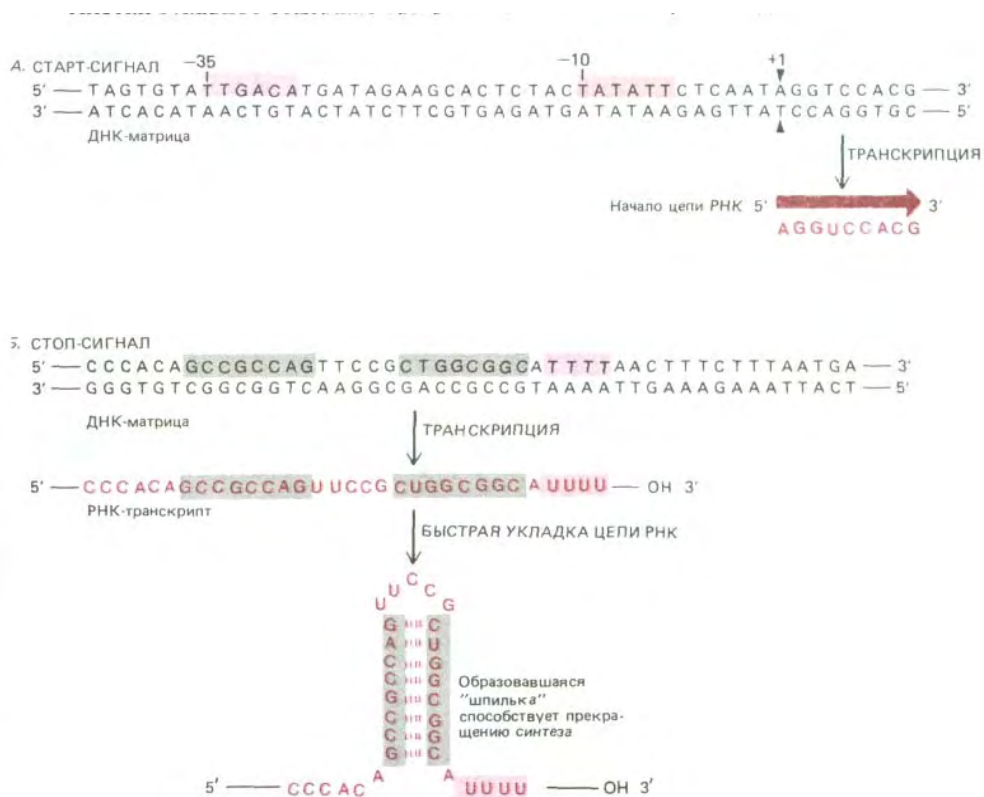 А. СТАРТ-СИГНАЛ
−35 −10 +1
5′ — TAGTGTATTGACATGATAGAAGCACTCTACTATATTCTCAATAGGTCCACG — 3′
3′ — ATCACATAACTGTACTATCTTCGTGAGATGATATAAGAGTTATCCAGGTGC — 5′
ДНК-матрица
ТРАНСКРИПЦИЯ
Начало цепи РНК 5′ 3′
AGGUCCACG
Б. СТОП-СИГНАЛ
5′ — CCCACAGCCGCCAGTTCCGCTGGCGGCATTTTAACTTTCTTTAATGA — 3′
3′ — GGGTGTCGGCGGTCAAGGCGACCGCCGTAAAATTGAAAGAAATTACT — 5′
ДНК-матрица
ТРАНСКРИПЦИЯ
5′ — CCCACAGCCGCCAGUUCCGCUGGCGGCAUUUU — OH 3′
РНК-транскрипт
БЫСТРАЯ УКЛАДКА ЦЕПИ РНК
C
U C
U G
G C
A U
C G
C G
G C
C G
C G
G C
Образовавшаяся
"шпилька"
способствует прекра-
щению синтеза
A A
5′ — CCCAC UUUU — OH 3′